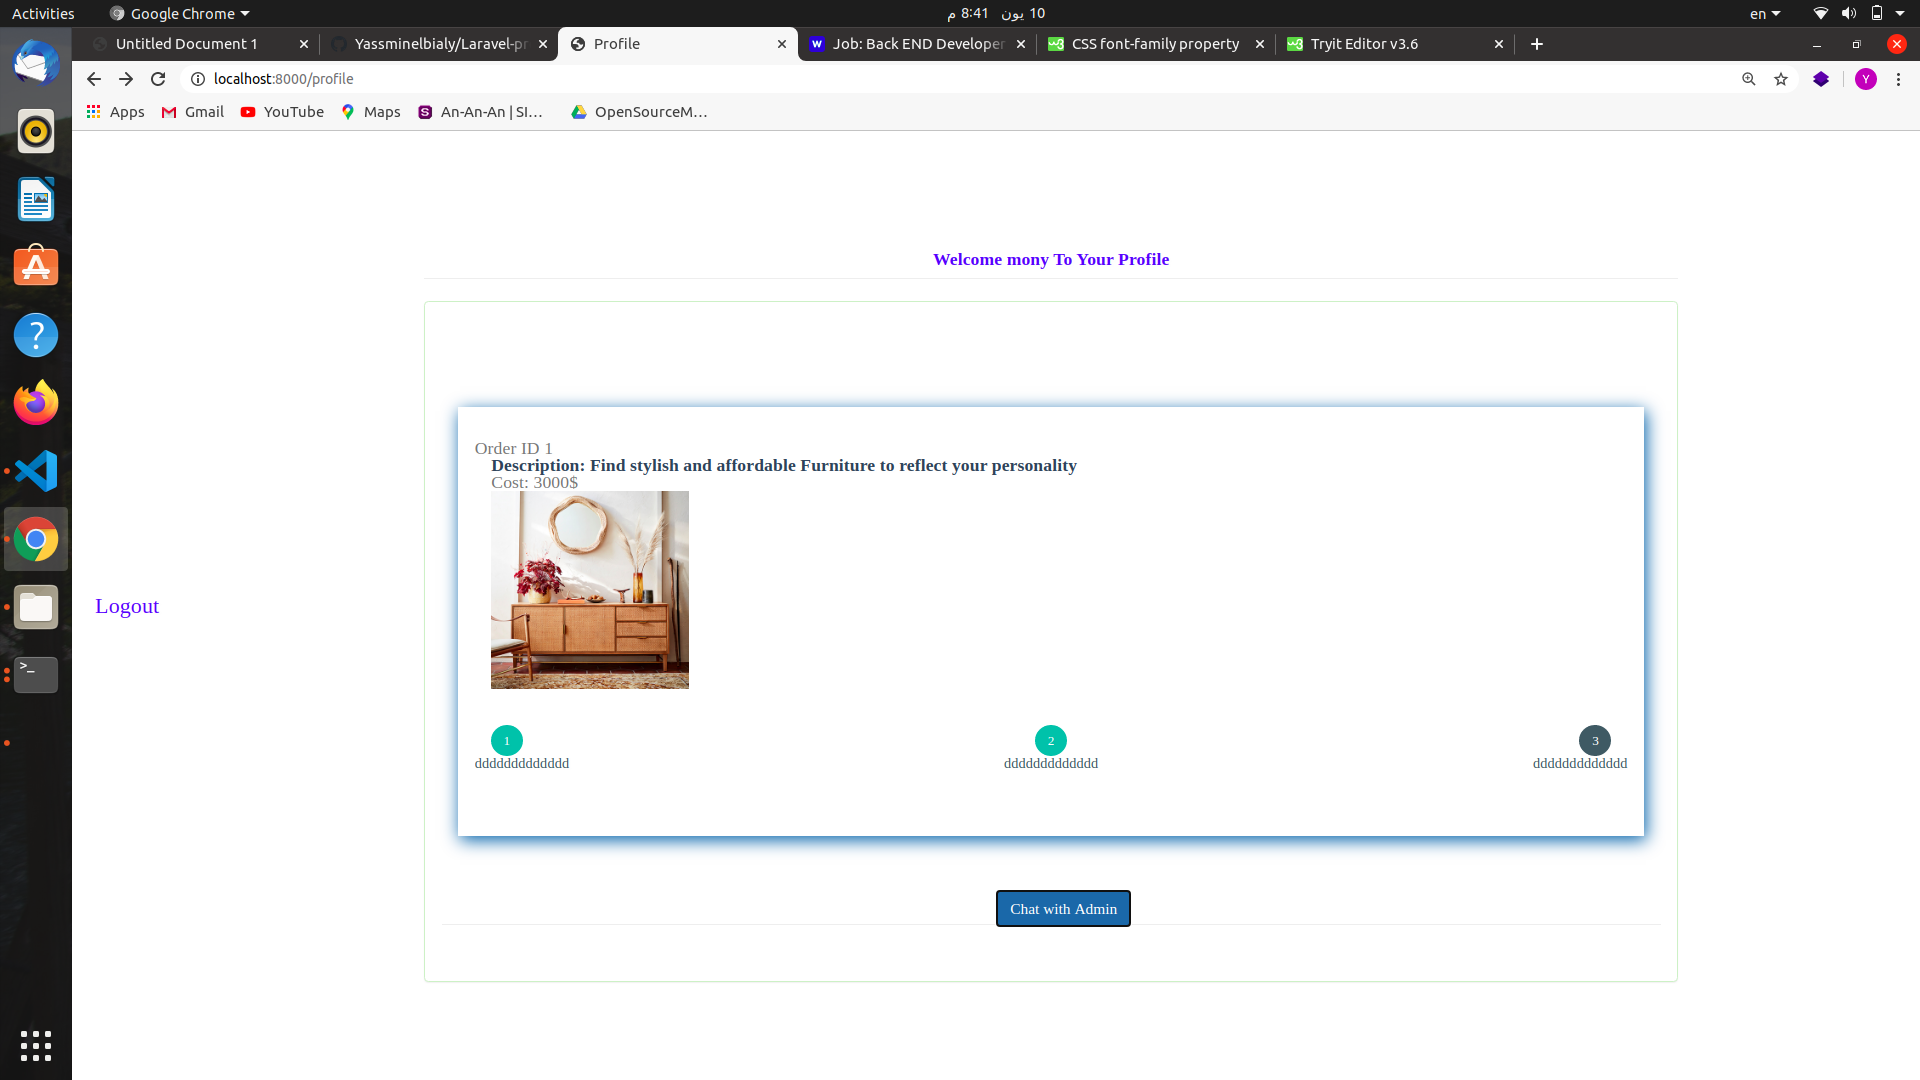 Activities
Google Chrome
10 يون  8:41 م
en
Untitled Document 1
Yassminelbialy/Laravel-pr
Profile
Job: Back END Developer
CSS font-family property
Tryit Editor v3.6
localhost:8000/profile
Y
Apps
Gmail
YouTube
Maps
An-An-An | Sl...
OpenSourceM...
Welcome mony To Your Profile
Order ID 1
Description: Find stylish and affordable Furniture to reflect your personality
Cost: 3000$
Logout
1
2
3
ddddddddddddd
ddddddddddddd
ddddddddddddd
Chat with Admin